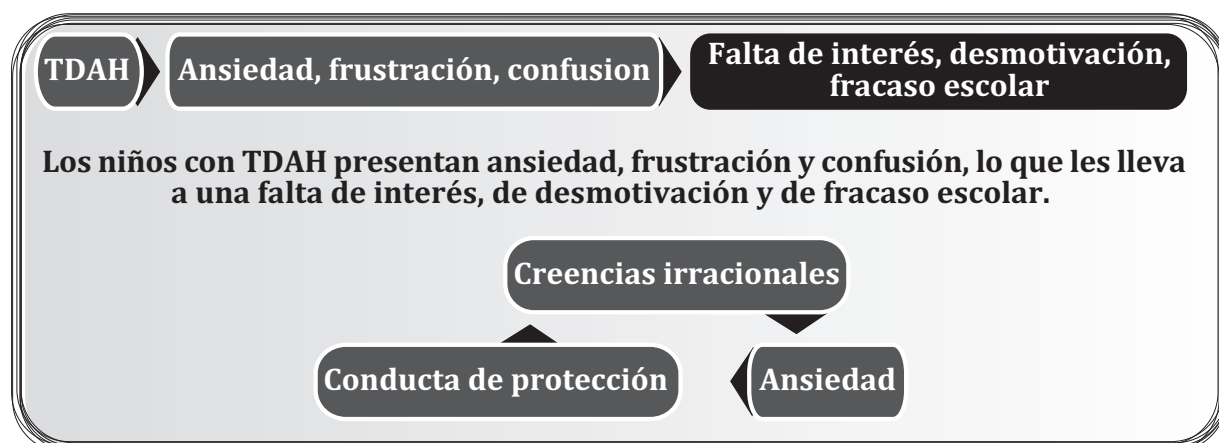 TDAH
Ansiedad, frustración, confusion
Falta de interés, desmotivación,
fracaso escolar
Los niños con TDAH presentan ansiedad, frustración y confusión, lo que les lleva
a una falta de interés, de desmotivación y de fracaso escolar.
Creencias irracionales
Conducta de protección
Ansiedad